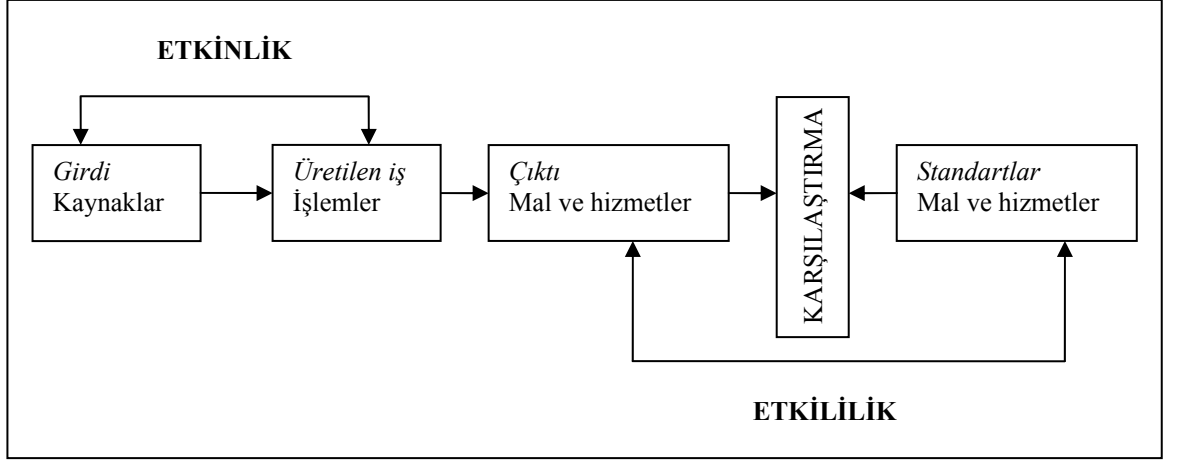 ETKİNLİK
Girdi
Kaynaklar
Üretilen iş
İşlemler
Çıktı
Mal ve hizmetler
KARŞILAŞTIRMA
Standartlar
Mal ve hizmetler
ETKİLİLİK